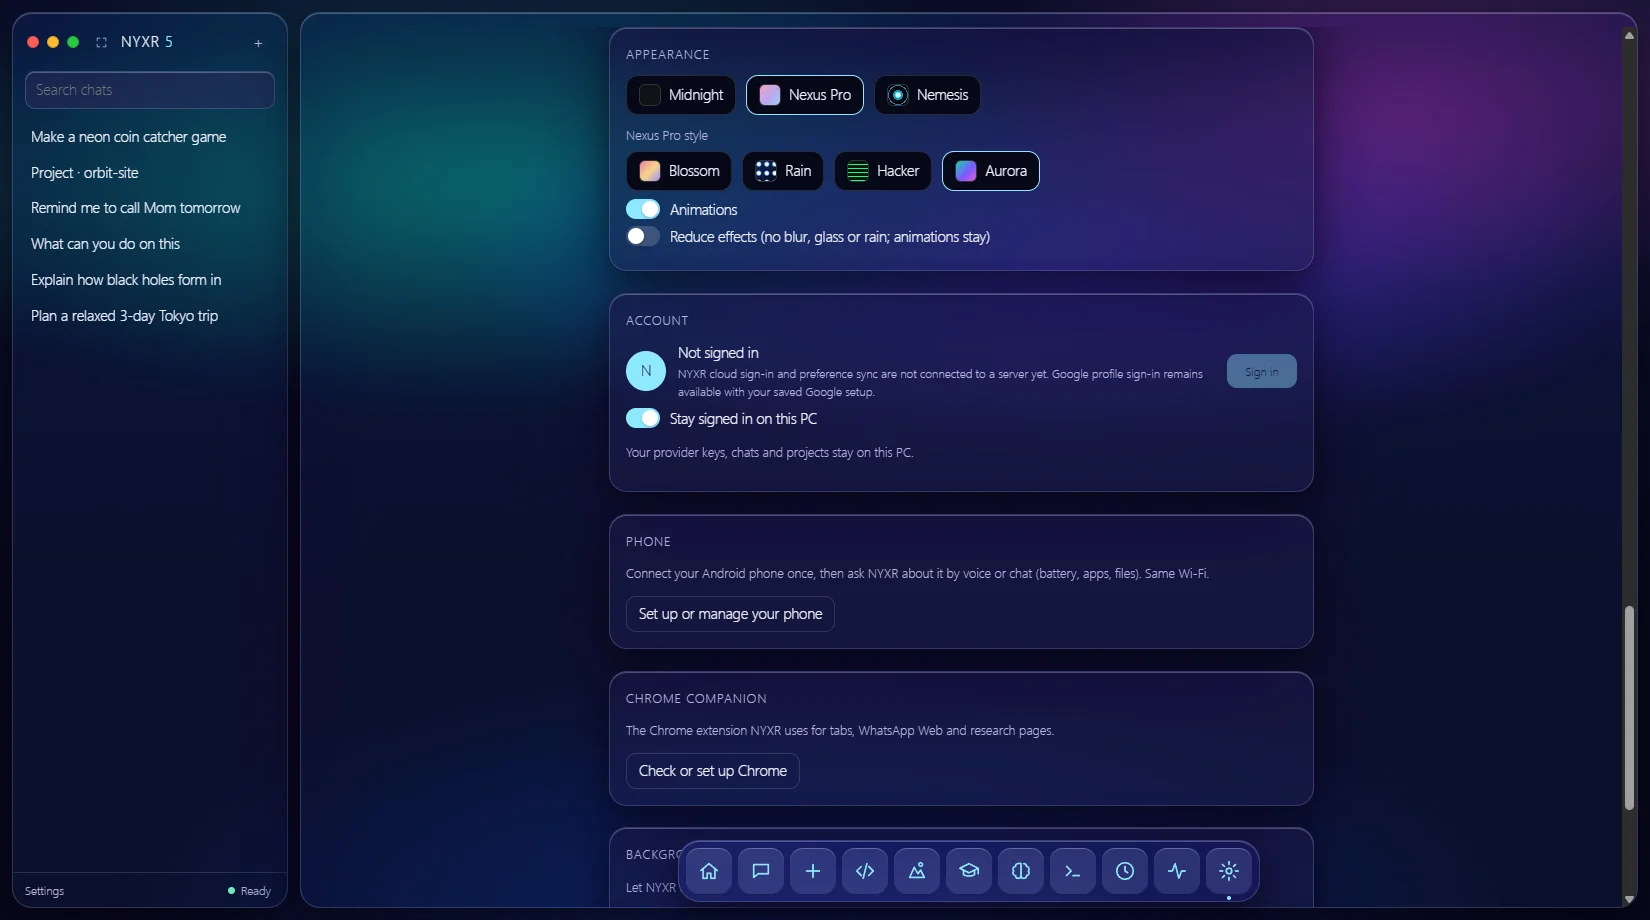 NYXR 5
+
Search chats
Make a neon coin catcher game
Project · orbit-site
Remind me to call Mom tomorrow
What can you do on this
Explain how black holes form in
Plan a relaxed 3-day Tokyo trip
Settings
Ready
APPEARANCE
Midnight
Nexus Pro
Nemesis
Nexus Pro style
Blossom
Rain
Hacker
Aurora
Animations
Reduce effects (no blur, glass or rain; animations stay)
ACCOUNT
N
Not signed in
NYXR cloud sign-in and preference sync are not connected to a server yet. Google profile sign-in remains
available with your saved Google setup.
Sign in
Stay signed in on this PC
Your provider keys, chats and projects stay on this PC.
PHONE
Connect your Android phone once, then ask NYXR about it by voice or chat (battery, apps, files). Same Wi-Fi.
Set up or manage your phone
CHROME COMPANION
The Chrome extension NYXR uses for tabs, WhatsApp Web and research pages.
Check or set up Chrome
BACKGR
Let NYXR